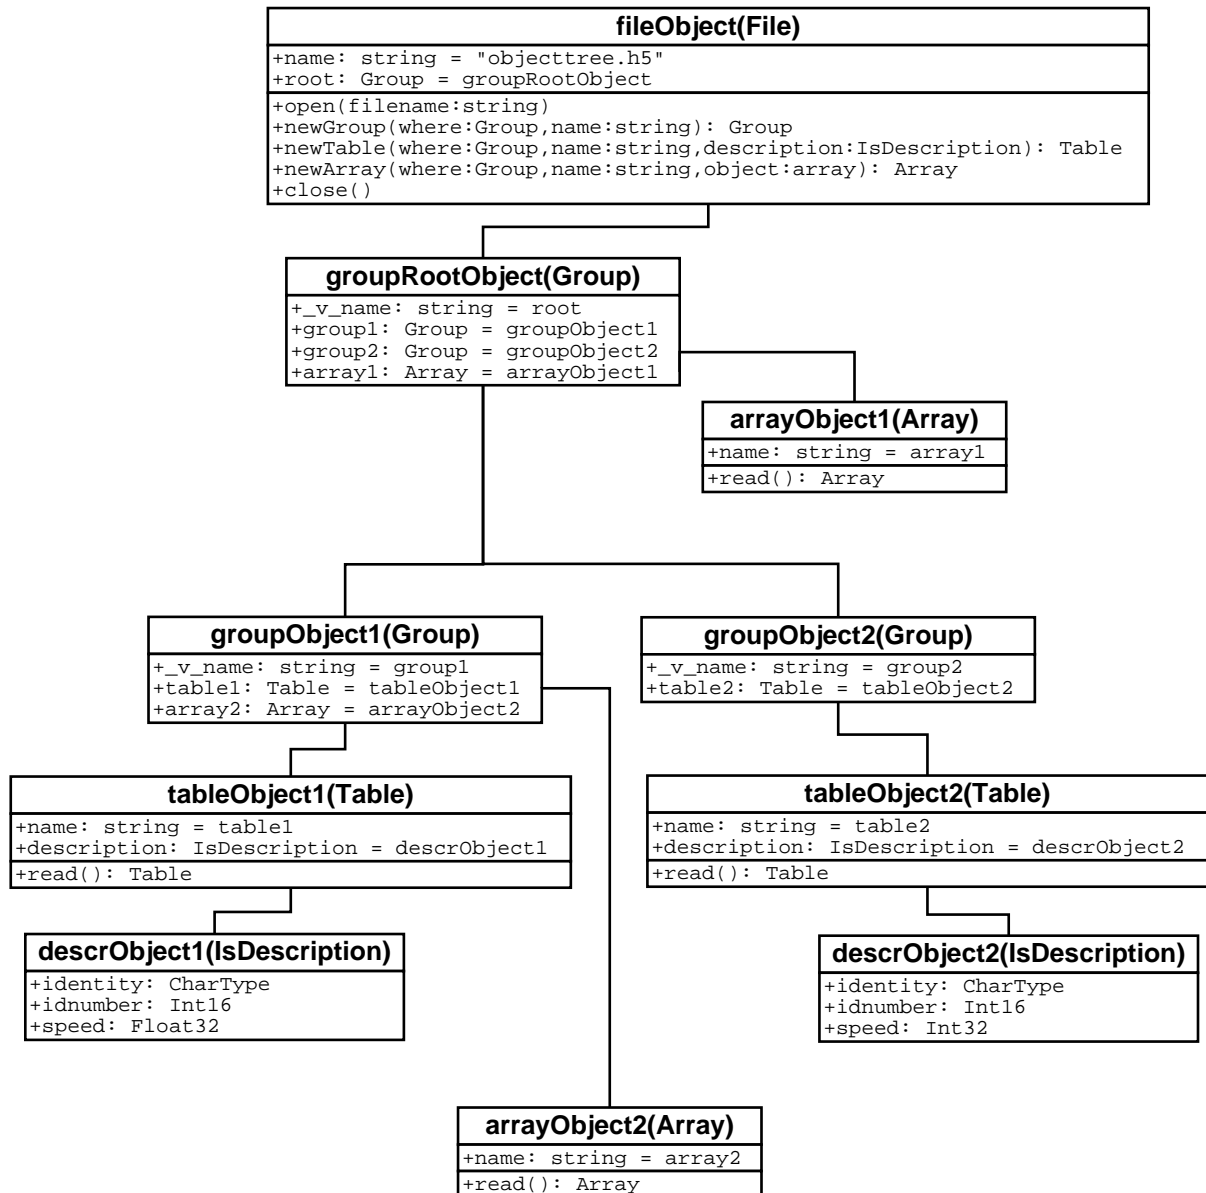 fileObject(File)
+name: string = "objecttree.h5"
+root: Group = groupRootObject
+open(filename:string)
+newGroup(where:Group,name:string): Group
+newTable(where:Group,name:string,description:IsDescription): Table
+newArray(where:Group,name:string,object:array): Array
+close()
groupRootObject(Group)
+_v_name: string = root
+group1: Group = groupObject1
+group2: Group = groupObject2
+array1: Array = arrayObject1
arrayObject1(Array)
+name: string = array1
+read(): Array
groupObject1(Group)
+_v_name: string = group1
+table1: Table = tableObject1
+array2: Array = arrayObject2
groupObject2(Group)
+_v_name: string = group2
+table2: Table = tableObject2
tableObject1(Table)
+name: string = table1
+description: IsDescription = descrObject1
+read(): Table
tableObject2(Table)
+name: string = table2
+description: IsDescription = descrObject2
+read(): Table
descrObject1(IsDescription)
+identity: CharType
+idnumber: Int16
+speed: Float32
descrObject2(IsDescription)
+identity: CharType
+idnumber: Int16
+speed: Int32
arrayObject2(Array)
+name: string = array2
+read(): Array